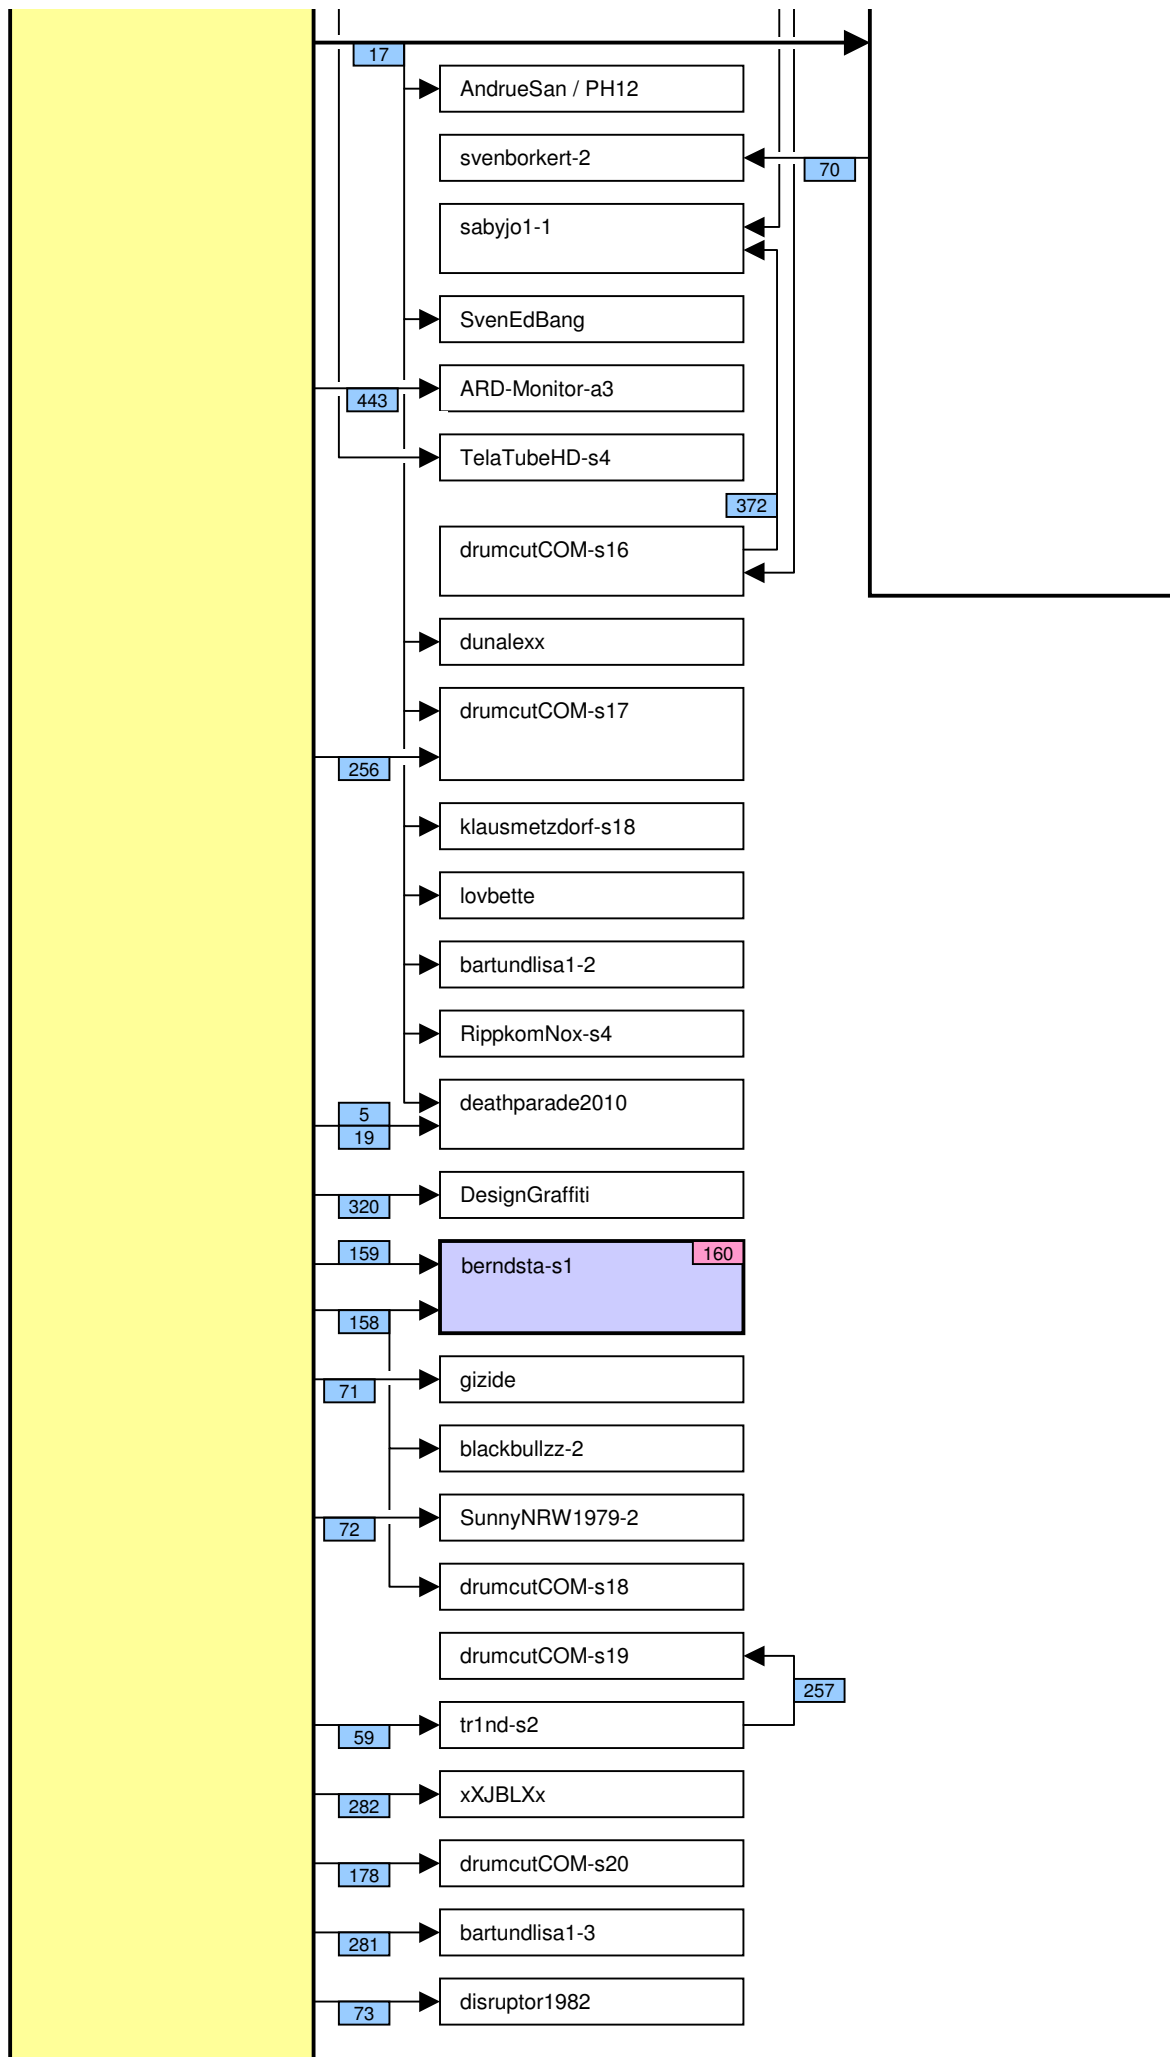 17
AndrueSan / PH12
svenborkert-2
70
sabyjo1-1
SvenEdBang
ARD-Monitor-a3
443
TelaTubeHD-s4
372
drumcutCOM-s16
dunalexx
drumcutCOM-s17
256
klausmetzdorf-s18
lovbette
bartundlisa1-2
RippkomNox-s4
deathparade2010
5
19
DesignGraffiti
320
159
berndsta-s1
160
158
gizide
71
blackbullzz-2
SunnyNRW1979-2
72
drumcutCOM-s18
drumcutCOM-s19
257
tr1nd-s2
59
xXJBLXx
282
drumcutCOM-s20
178
bartundlisa1-3
281
disruptor1982
73